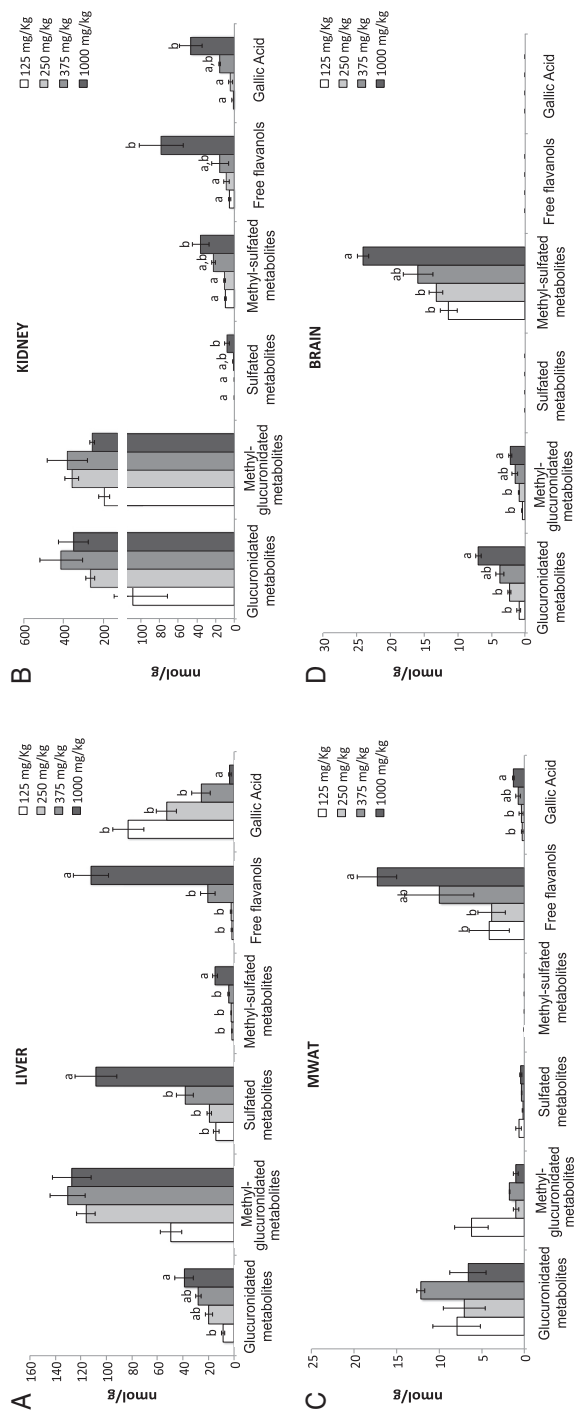 A
LIVER
125 mg/Kg
250 mg/kg
375 mg/kg
1000 mg/kg
nmol/g
160
140
120
100
80
60
40
20
0
b
ab
ab
a
b
b
b
a
b
b
b
a
b
b
b
a
b
b
b
a
Glucuronidated metabolites
Methyl-glucuronidated metabolites
Sulfated metabolites
Methyl-sulfated metabolites
Free flavanols
Gallic Acid
B
KIDNEY
125 mg/Kg
250 mg/Kg
375 mg/Kg
1000 mg/Kg
nmol/g
600
400
200
100
80
60
40
20
0
a
a
a,b
b
a
a
a,b
b
a
a
a,b
b
a
a
a,b
b
Glucuronidated metabolites
Methyl-glucuronidated metabolites
Sulfated metabolites
Methyl-sulfated metabolites
Free flavanols
Gallic Acid
C
MWAT
125 mg/Kg
250 mg/kg
375 mg/kg
1000 mg/kg
nmol/g
25
20
15
10
5
0
b
b
ab
a
b
b
ab
a
Glucuronidated metabolites
Methyl-glucuronidated metabolites
Sulfated metabolites
Methyl-sulfated metabolites
Free flavanols
Gallic Acid
D
BRAIN
125 mg/Kg
250 mg/kg
375 mg/kg
1000 mg/kg
nmol/g
30
25
20
15
10
5
0
b
b
ab
a
b
b
ab
a
b
b
ab
a
Glucuronidated metabolites
Methyl-glucuronidated metabolites
Sulfated metabolites
Methyl-sulfated metabolites
Free flavanols
Gallic Acid